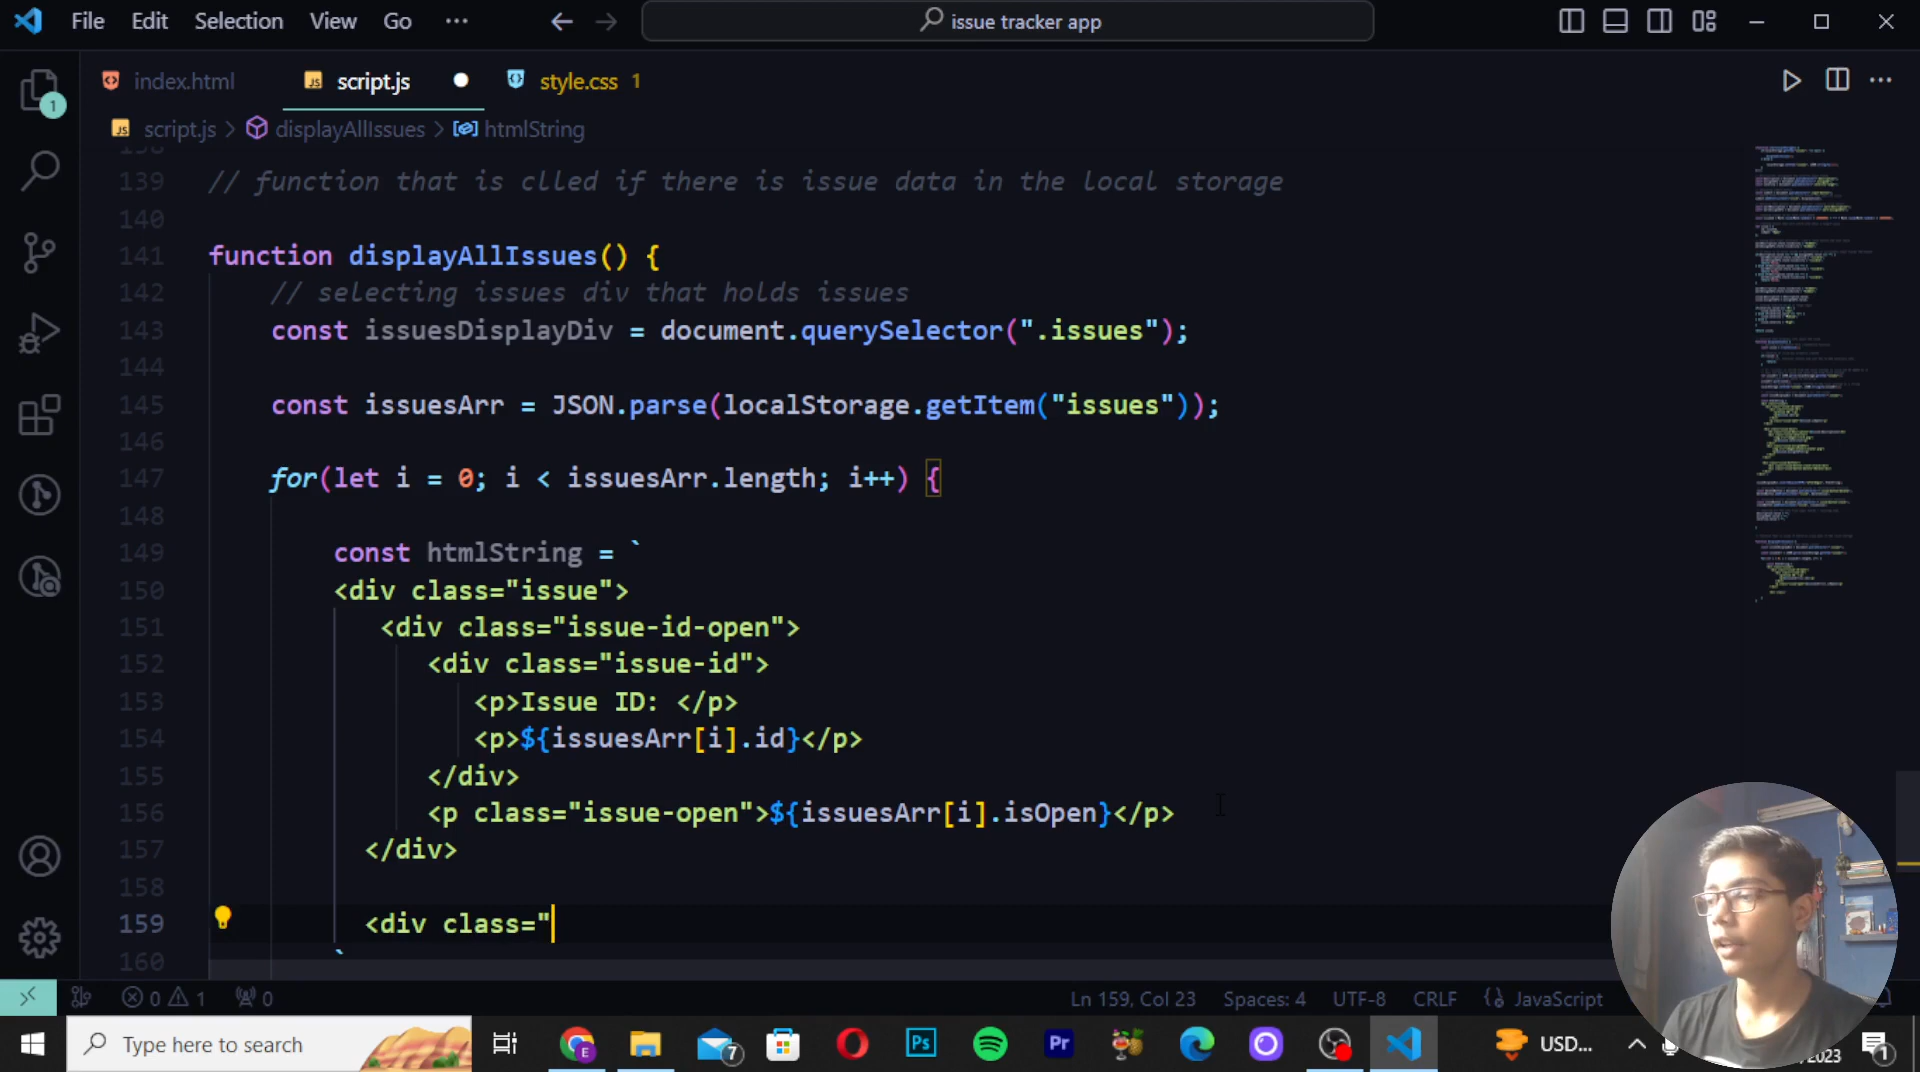 File Edit Selection View Go ··· issue tracker app
index.html script.js style.css 1
1
script.js > displayAllIssues > htmlString
139 // function that is clled if there is issue data in the local storage
140
141 function displayAllIssues() {
142 // selecting issues div that holds issues
143 const issuesDisplayDiv = document.querySelector(".issues");
144
145 const issuesArr = JSON.parse(localStorage.getItem("issues"));
146
147 for(let i = 0; i < issuesArr.length; i++) {
148
149 const htmlString = `
150 <div class="issue">
151 <div class="issue-id-open">
152 <div class="issue-id">
153 <p>Issue ID: </p>
154 <p>${issuesArr[i].id}</p>
155 </div>
156 <p class="issue-open">${issuesArr[i].isOpen}</p>
157 </div>
158
159 <div class="
160 `
0 1 0 Ln 159, Col 23 Spaces: 4 UTF-8 CRLF JavaScript
Type here to search E 7 Ps Pr USD... 2023 1